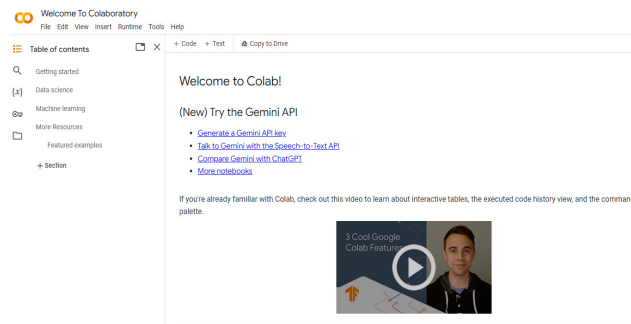 Welcome To Colaboratory
File Edit View Insert Runtime Tools Help
Table of contents
+ Code + Text Copy to Drive
Getting started
Data science
Machine learning
More Resources
Featured examples
+ Section
{x}
Welcome to Colab!
(New) Try the Gemini API
Generate a Gemini API key
Talk to Gemini with the Speech-to-Text API
Compare Gemini with ChatGPT
More notebooks
If you're already familiar with Colab, check out this video to learn about interactive tables, the executed code history view, and the comman
palette.
3 Cool Google
Colab Features